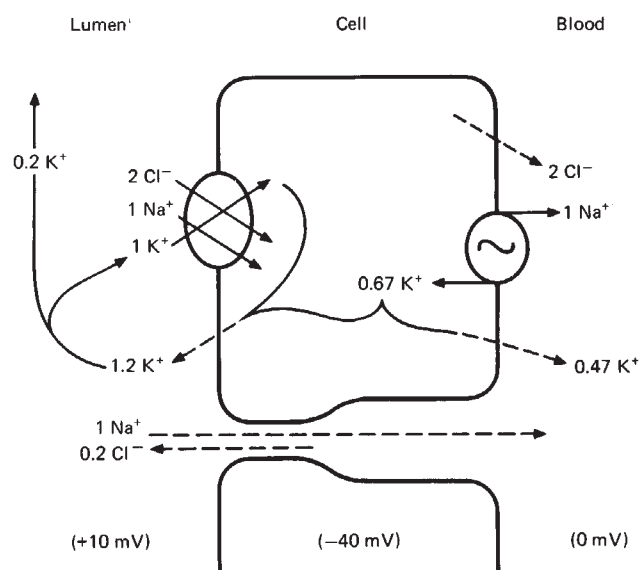 Lumen
Cell
Blood
0.2 K⁺
2 Cl⁻
1 Na⁺
1 K⁺
2 Cl⁻
1 Na⁺
~
0.67 K⁺
1.2 K⁺
0.47 K⁺
1 Na⁺
0.2 Cl⁻
(+10 mV)
(−40 mV)
(0 mV)